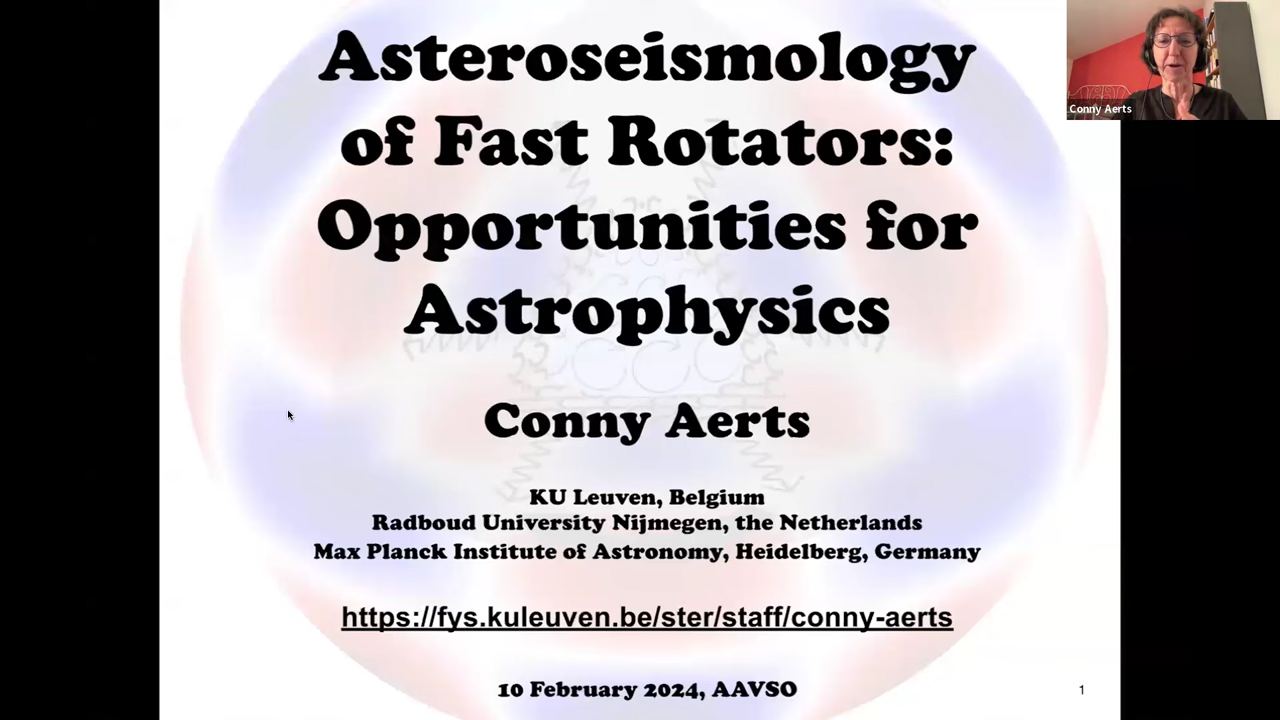 Asteroseismology
of Fast Rotators:
Opportunities for
Astrophysics
Conny Aerts
Conny Aerts
KU Leuven, Belgium
Radboud University Nijmegen, the Netherlands
Max Planck Institute of Astronomy, Heidelberg, Germany
https://fys.kuleuven.be/ster/staff/conny-aerts
10 February 2024, AAVSO
1